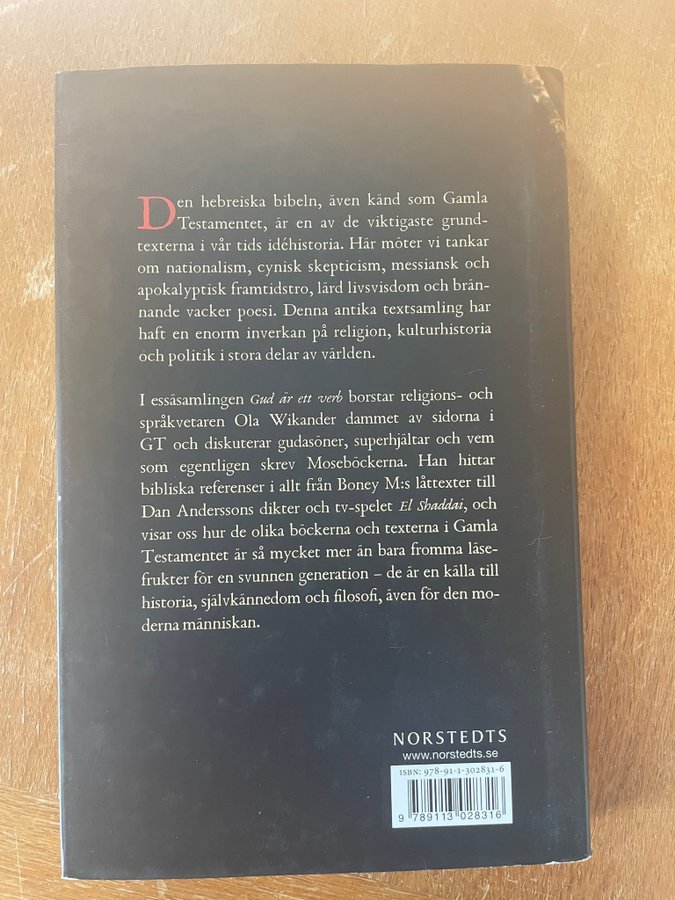 Den hebreiska bibeln, även känd som Gamla
Testamentet, är en av de viktigaste grund-
texterna i vår tids idéhistoria. Här möter vi tankar
om nationalism, cynisk skepticism, messiansk och
apokalyptisk framtidstro, lärd livsvisdom och brän-
nande vacker poesi. Denna antika textsamling har
haft en enorm inverkan på religion, kulturhistoria
och politik i stora delar av världen.
I essäsamlingen Gud är ett verb borstar religions- och
språkvetaren Ola Wikander dammet av sidorna i
GT och diskuterar gudasöner, superhjältar och vem
som egentligen skrev Moseböckerna. Han hittar
bibliska referenser i allt från Boney M:s låttexter till
Dan Anderssons dikter och tv-spelet El Shaddai, och
visar oss hur de olika böckerna och texterna i Gamla
Testamentet är så mycket mer än bara fromma läse-
frukter för en svunnen generation – de är en källa till
historia, självkännedom och filosofi, även för den mo-
derna människan.
NORSTEDTS
www.norstedts.se
ISBN: 978-91-1-302831-6
9 789113 028316